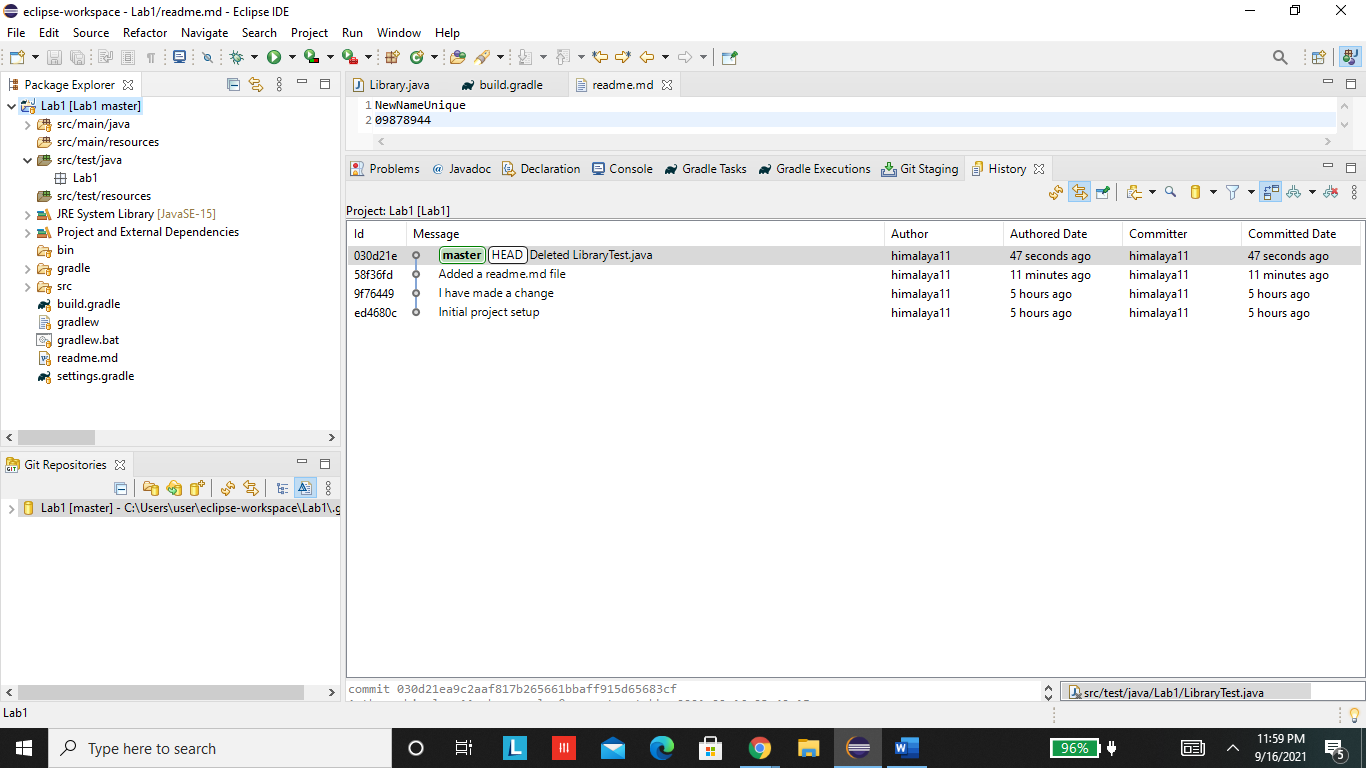 eclipse-workspace - Lab1/readme.md - Eclipse IDE
File Edit Source Refactor Navigate Search Project Run Window Help
Package Explorer
Lab1 [Lab1 master]
src/main/java
src/main/resources
src/test/java
Lab1
src/test/resources
JRE System Library [JavaSE-15]
Project and External Dependencies
bin
gradle
src
build.gradle
gradlew
gradlew.bat
readme.md
settings.gradle
Git Repositories
Lab1 [master] - C:\Users\user\eclipse-workspace\Lab1\.g
Library.java build.gradle readme.md
1 NewNameUnique
2 09878944
Problems @ Javadoc Declaration Console Gradle Tasks Gradle Executions Git Staging History
Project: Lab1 [Lab1]
Id Message Author Authored Date Committer Committed Date
030d21e master HEAD Deleted LibraryTest.java himalaya11 47 seconds ago himalaya11 47 seconds ago
58f36fd Added a readme.md file himalaya11 11 minutes ago himalaya11 11 minutes ago
9f76449 I have made a change himalaya11 5 hours ago himalaya11 5 hours ago
ed4680c Initial project setup himalaya11 5 hours ago himalaya11 5 hours ago
commit 030d21ea9c2aaf817b265661bbaff915d65683cf
src/test/java/Lab1/LibraryTest.java
Lab1
Type here to search
96%
11:59 PM
9/16/2021
5